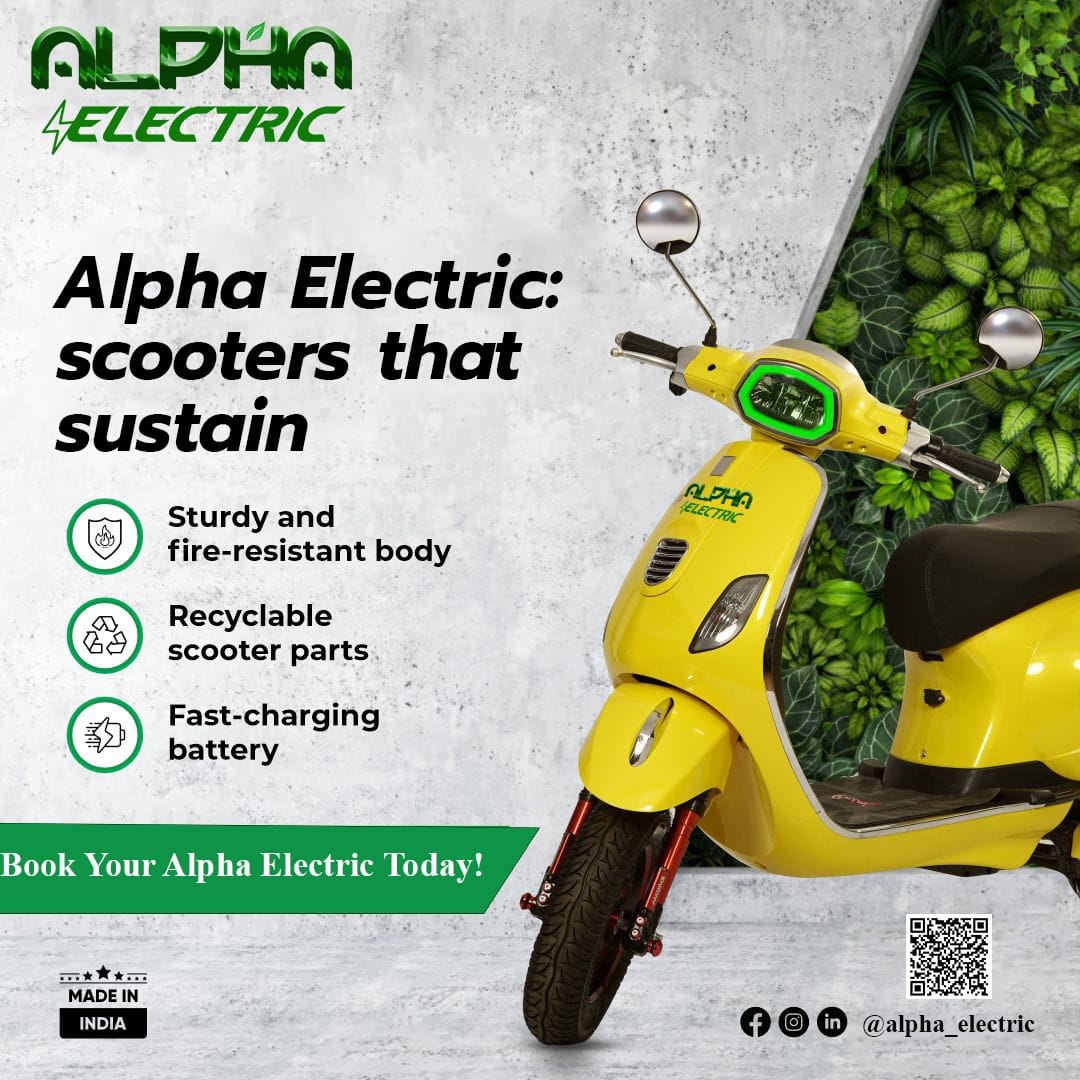 ALPHA
ELECTRIC
Alpha Electric:
scooters that
sustain
Sturdy and
fire-resistant body
Recyclable
scooter parts
Fast-charging
battery
ALPHA
ELECTRIC
Book Your Alpha Electric Today!
MADE IN
INDIA
@alpha_electric